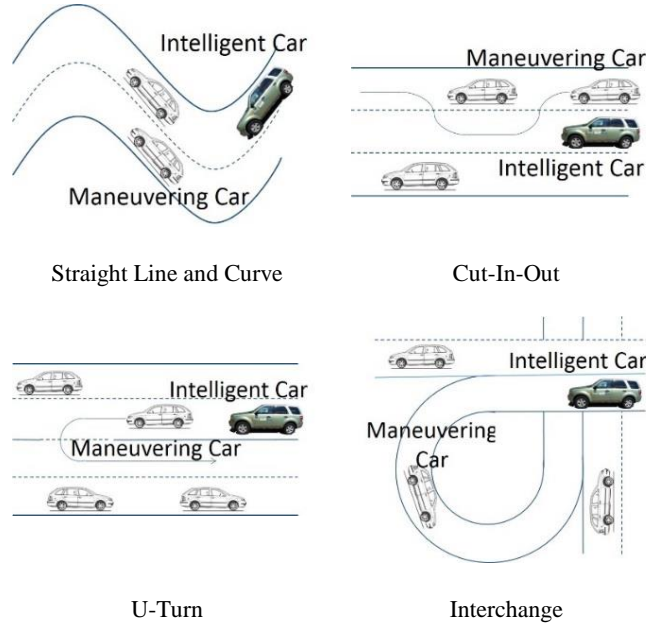 Intelligent Car
Maneuvering Car
Straight Line and Curve
Maneuvering Car
Intelligent Car
Cut-In-Out
Intelligent Car
Maneuvering Car
U-Turn
Intelligent Car
Maneuvering
Car
Interchange